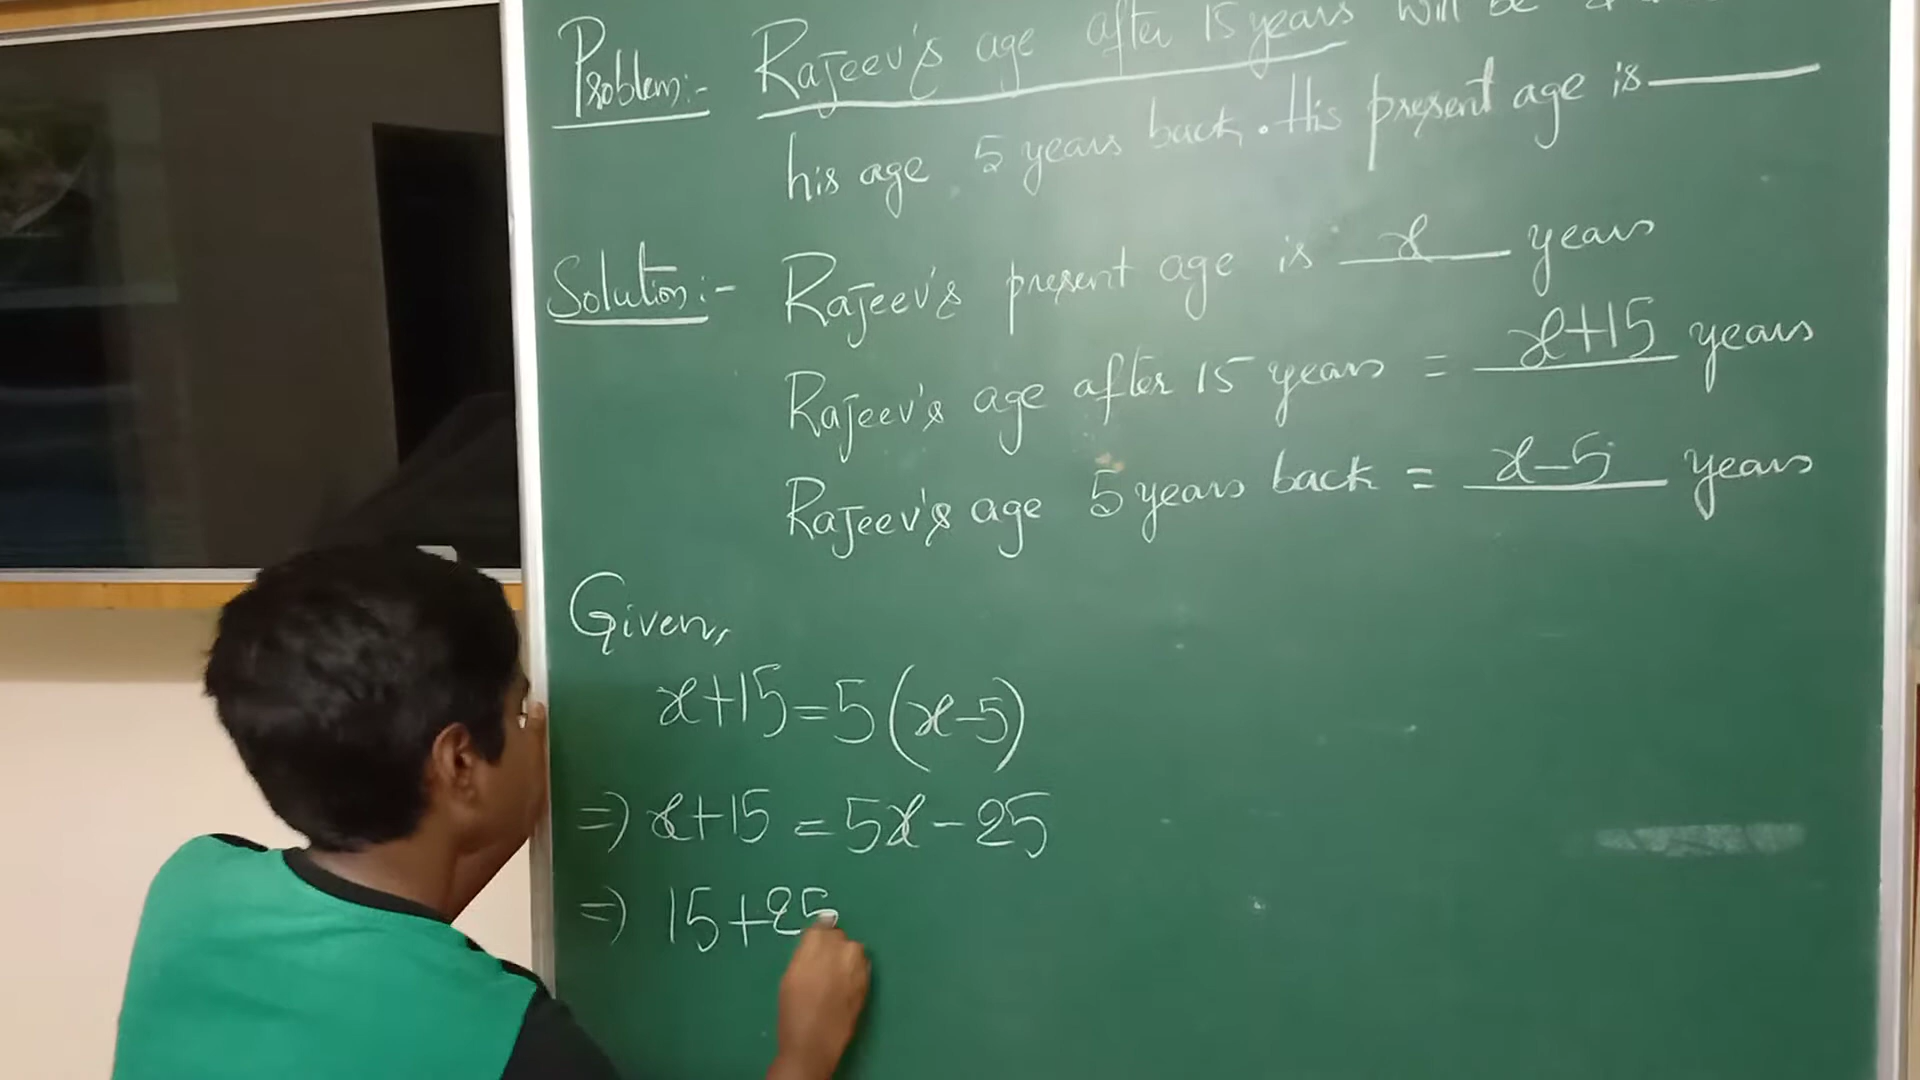 Problem:- Rajeev's age after 15 years will be
his age 5 years back. His present age is
Solution:- Rajeev's present age is x years
Rajeev's age after 15 years = x+15 years
Rajeev's age 5 years back = x-5 years
Given,
x+15=5(x-5)
=> x+15 = 5x-25
=> 15+25